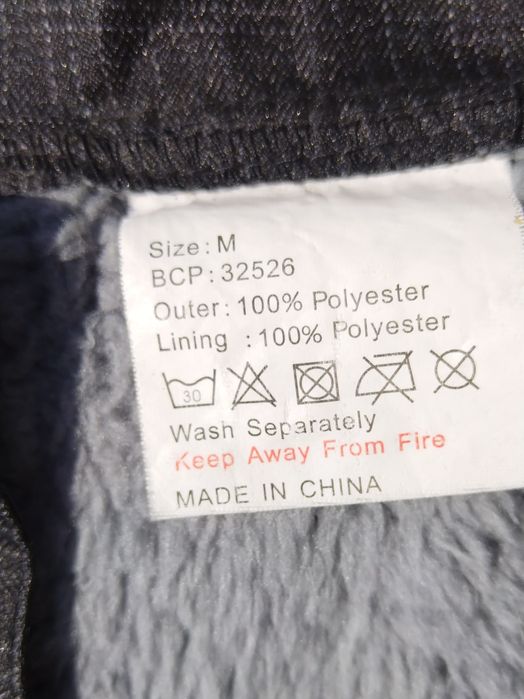 Size: M
BCP: 32526
Outer: 100% Polyester
Lining : 100% Polyester
30
Wash Separately
Keep Away From Fire
MADE IN CHINA